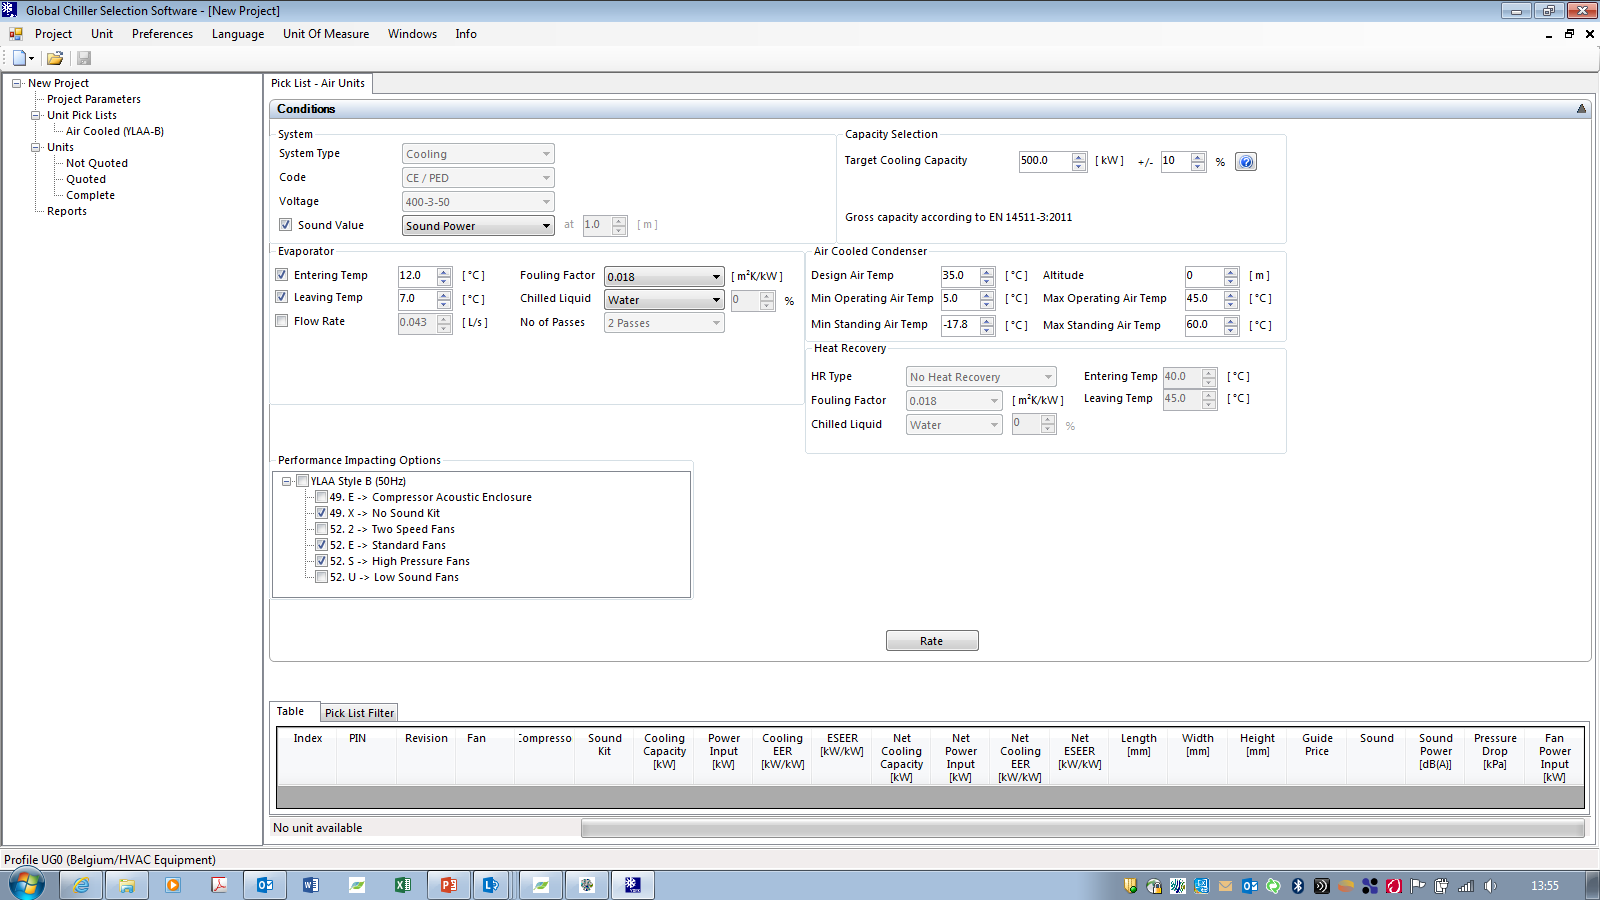 Global Chiller Selection Software - [New Project]
Project Unit Preferences Language Unit Of Measure Windows Info
New Project
Project Parameters
Unit Pick Lists
Air Cooled (YLAA-B)
Units
Not Quoted
Quoted
Complete
Reports
Pick List - Air Units
Conditions
System
System Type Cooling
Code CE / PED
Voltage 400-3-50
Sound Value Sound Power at 1.0 [ m ]
Capacity Selection
Target Cooling Capacity 500.0 [ kW ] +/- 10 %
Gross capacity according to EN 14511-3:2011
Evaporator
Entering Temp 12.0 [ °C ] Fouling Factor 0.018 [ m²K/kW ]
Leaving Temp 7.0 [ °C ] Chilled Liquid Water 0 %
Flow Rate 0.043 [ L/s ] No of Passes 2 Passes
Air Cooled Condenser
Design Air Temp 35.0 [ °C ] Altitude 0 [ m ]
Min Operating Air Temp 5.0 [ °C ] Max Operating Air Temp 45.0 [ °C ]
Min Standing Air Temp -17.8 [ °C ] Max Standing Air Temp 60.0 [ °C ]
Heat Recovery
HR Type No Heat Recovery Entering Temp 40.0 [ °C ]
Fouling Factor 0.018 [ m²K/kW ] Leaving Temp 45.0 [ °C ]
Chilled Liquid Water 0 %
Performance Impacting Options
YLAA Style B (50Hz)
49. E -> Compressor Acoustic Enclosure
49. X -> No Sound Kit
52. 2 -> Two Speed Fans
52. E -> Standard Fans
52. S -> High Pressure Fans
52. U -> Low Sound Fans
Rate
Table Pick List Filter
Index PIN Revision Fan Compresso Sound Kit Cooling Capacity [kW] Power Input [kW] Cooling EER [kW/kW] ESEER [kW/kW] Net Cooling Capacity [kW] Net Power Input [kW] Net Cooling EER [kW/kW] Net ESEER [kW/kW] Length [mm] Width [mm] Height [mm] Guide Price Sound Sound Power [dB(A)] Pressure Drop [kPa] Fan Power Input [kW]
No unit available
Profile UG0 (Belgium/HVAC Equipment)
13:55